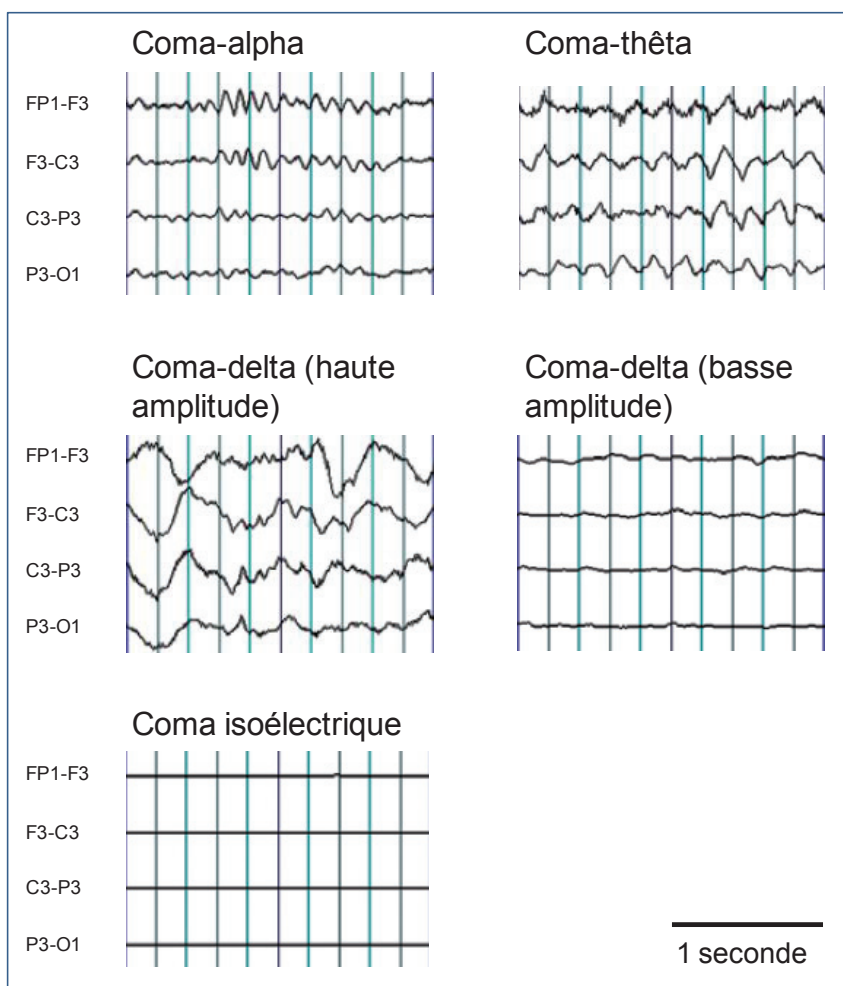 Coma-alpha
FP1-F3
F3-C3
C3-P3
P3-O1
Coma-thêta
Coma-delta (haute
amplitude)
FP1-F3
F3-C3
C3-P3
P3-O1
Coma-delta (basse
amplitude)
Coma isoélectrique
FP1-F3
F3-C3
C3-P3
P3-O1
1 seconde